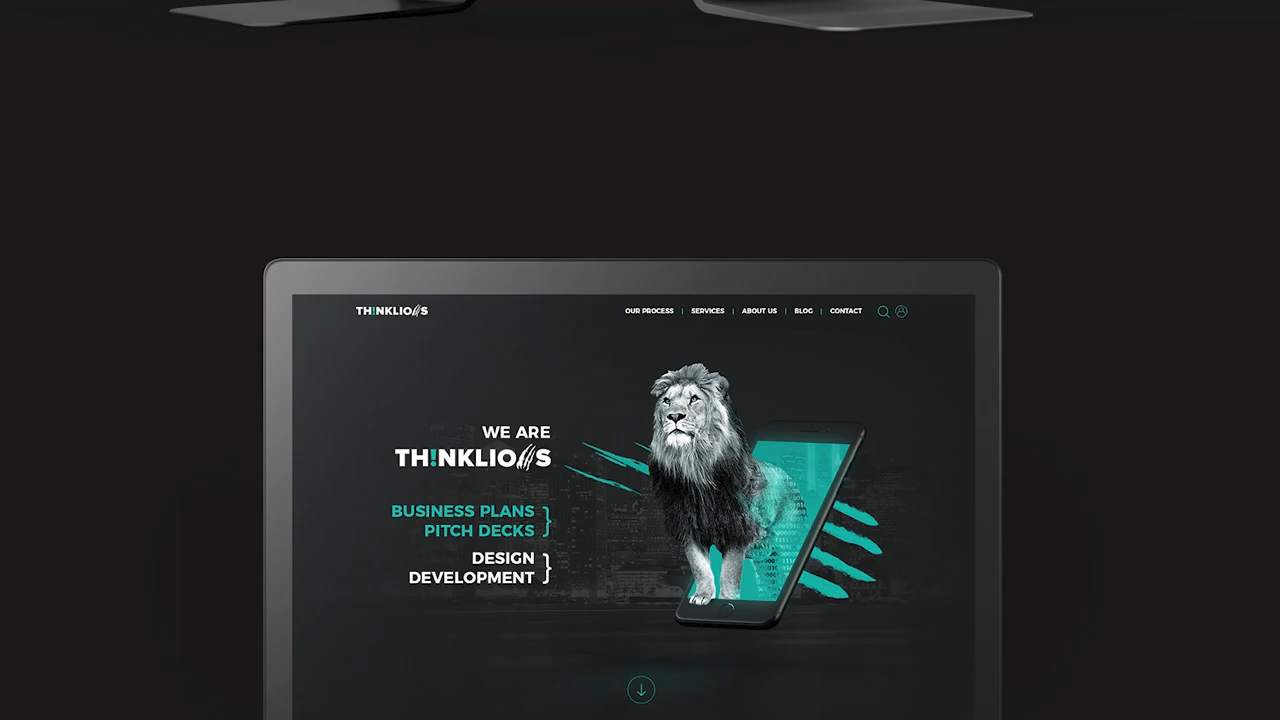 TH!NKLIONS
OUR PROCESS | SERVICES | ABOUT US | BLOG | CONTACT
WE ARE
TH!NKLIONS
BUSINESS PLANS
PITCH DECKS
DESIGN
DEVELOPMENT